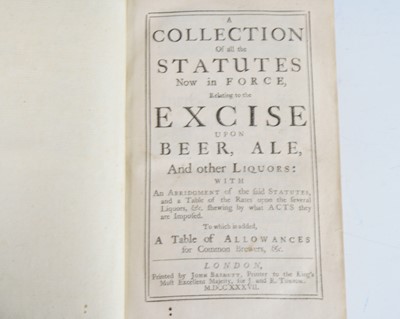 A
COLLECTION
Of all the
STATUTES
Now in FORCE,
Relating to the
EXCISE
UPON
BEER, ALE,
And other LIQUORS:
WITH
An ABRIDGMENT of the said STATUTES,
and a Table of the Rates upon the several
Liquors, &c. shewing by what ACTS they
are Imposed.
To which is added,
A Table of ALLOWANCES
for Common Brewers, &c.
LONDON,
Printed by JOHN BASKETT, Printer to the King's
Most Excellent Majesty, for J. and R. TONSON.
M.DCC.XXXVII.